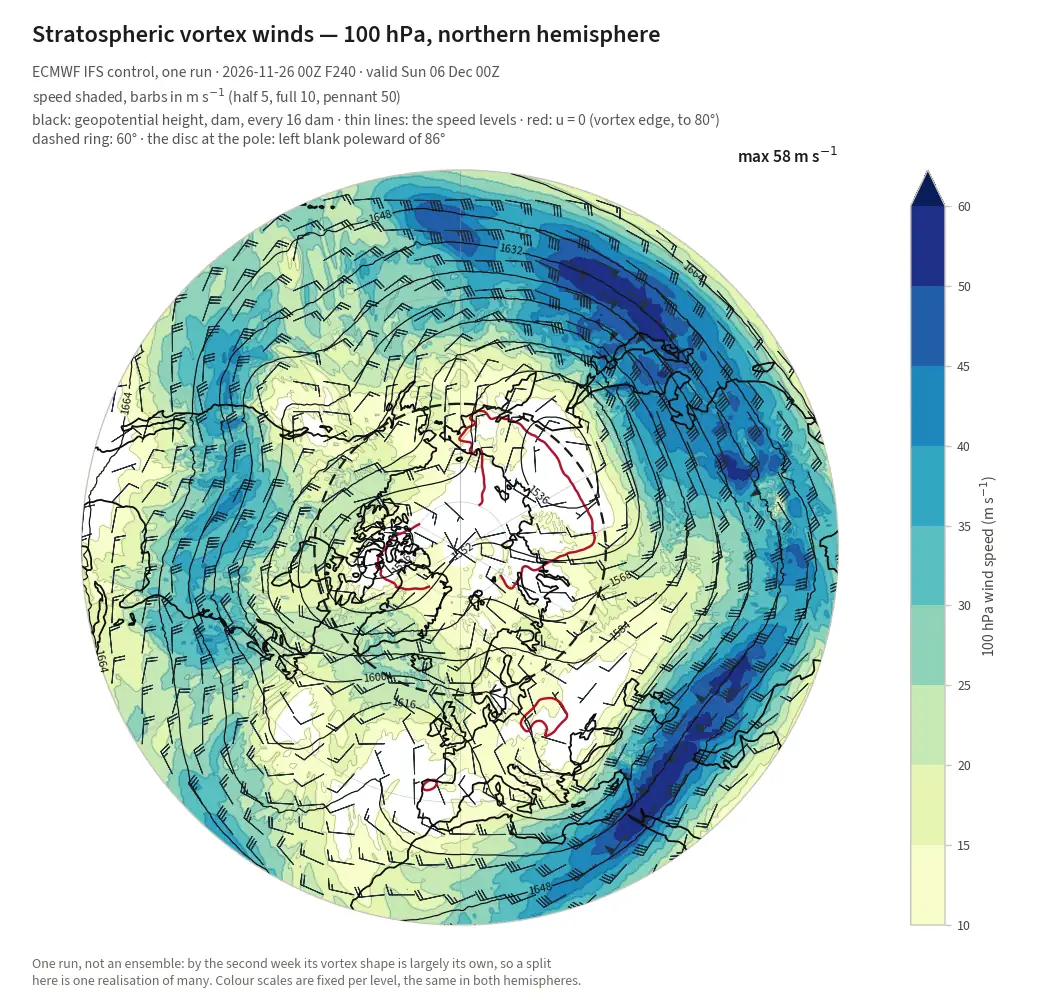 Stratospheric vortex winds — 100 hPa, northern hemisphere
ECMWF IFS control, one run · 2026-11-26 00Z F240 · valid Sun 06 Dec 00Z
speed shaded, barbs in m s⁻¹ (half 5, full 10, pennant 50)
black: geopotential height, dam, every 16 dam · thin lines: the speed levels · red: u = 0 (vortex edge, to 80°)
dashed ring: 60° · the disc at the pole: left blank poleward of 86°
max 58 m s⁻¹
1648
1632
1664
1664
1536
1568
1584
1600
1616
1664
1648
60
50
45
40
35
30
25
20
15
10
100 hPa wind speed (m s⁻¹)
One run, not an ensemble: by the second week its vortex shape is largely its own, so a split
here is one realisation of many. Colour scales are fixed per level, the same in both hemispheres.